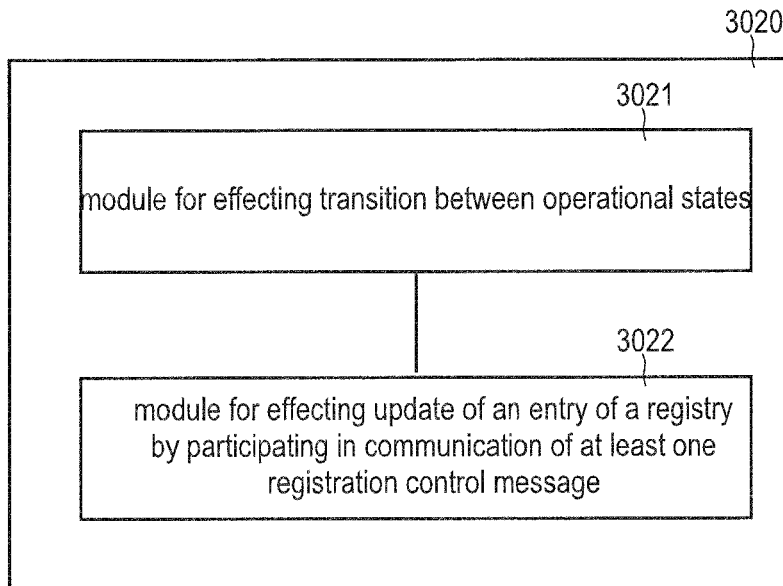 3020
3021
module for effecting transition between operational states
3022
module for effecting update of an entry of a registry
by participating in communication of at least one
registration control message